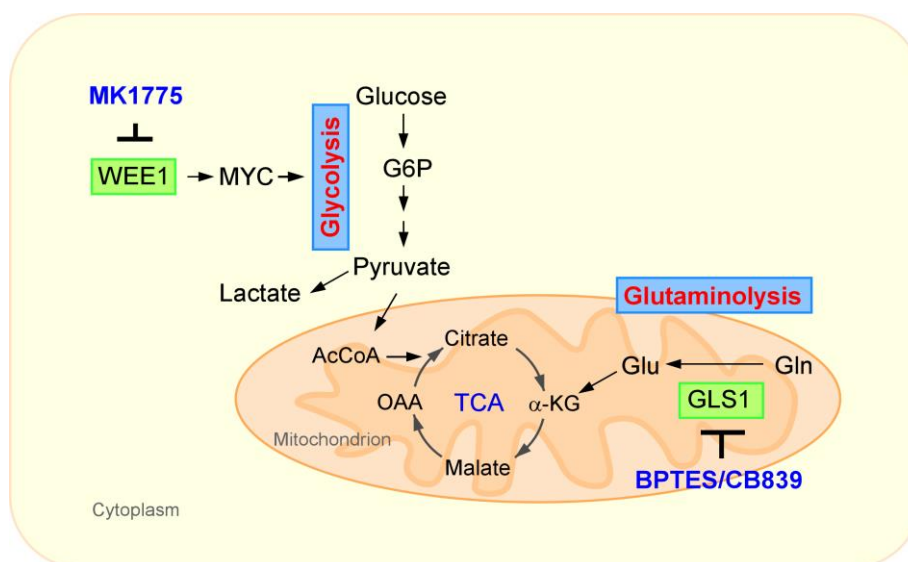 MK1775
WEE1
MYC
Glycolysis
Glucose
G6P
Pyruvate
Lactate
Glutaminolysis
AcCoA
Citrate
OAA
TCA
α-KG
Malate
Glu
Gln
GLS1
BPTES/CB839
Mitochondrion
Cytoplasm